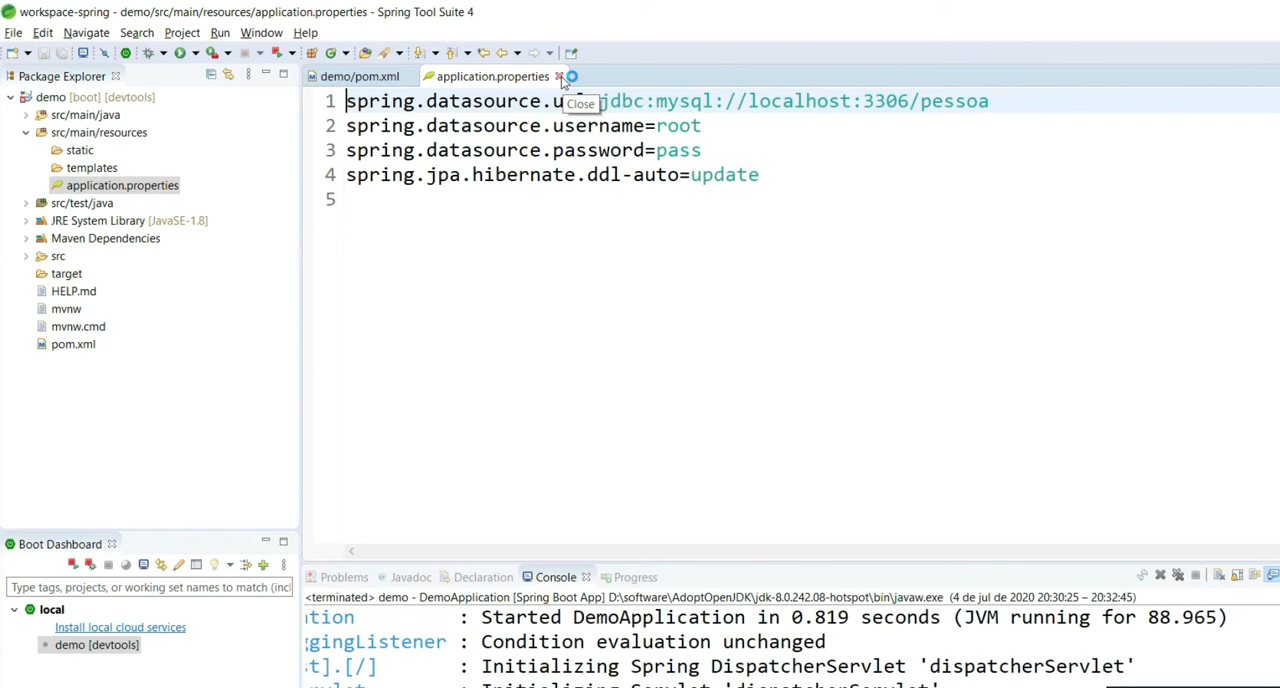 workspace-spring - demo/src/main/resources/application.properties - Spring Tool Suite 4
File Edit Navigate Search Project Run Window Help
Package Explorer
demo [boot] [devtools]
src/main/java
src/main/resources
static
templates
application.properties
src/test/java
JRE System Library [JavaSE-1.8]
Maven Dependencies
src
target
HELP.md
mvnw
mvnw.cmd
pom.xml
demo/pom.xml application.properties
1 spring.datasource.u jdbc:mysql://localhost:3306/pessoa
Close
2 spring.datasource.username=root
3 spring.datasource.password=pass
4 spring.jpa.hibernate.ddl-auto=update
5
Boot Dashboard
Type tags, projects, or working set names to match (incl
local
Install local cloud services
demo [devtools]
Problems Javadoc Declaration Console Progress
<terminated> demo - DemoApplication [Spring Boot App] D:\software\AdoptOpenJDK\jdk-8.0.242.08-hotspot\bin\javaw.exe (4 de jul de 2020 20:30:25 – 20:32:45)
ition : Started DemoApplication in 0.819 seconds (JVM running for 88.965)
ggingListener : Condition evaluation unchanged
st].[/] : Initializing Spring DispatcherServlet 'dispatcherServlet'
: Initializing Servlet 'dispatcherServlet'